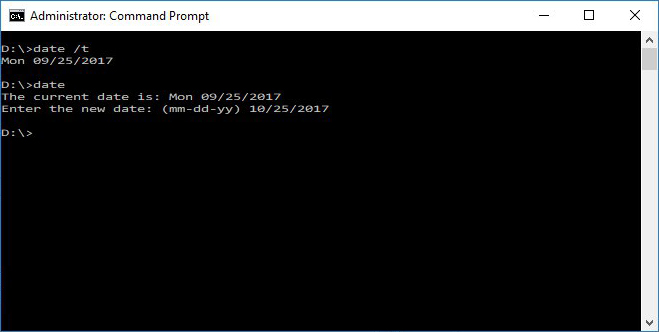 Administrator: Command Prompt
D:\>date /t
Mon 09/25/2017
D:\>date
The current date is: Mon 09/25/2017
Enter the new date: (mm-dd-yy) 10/25/2017
D:\>